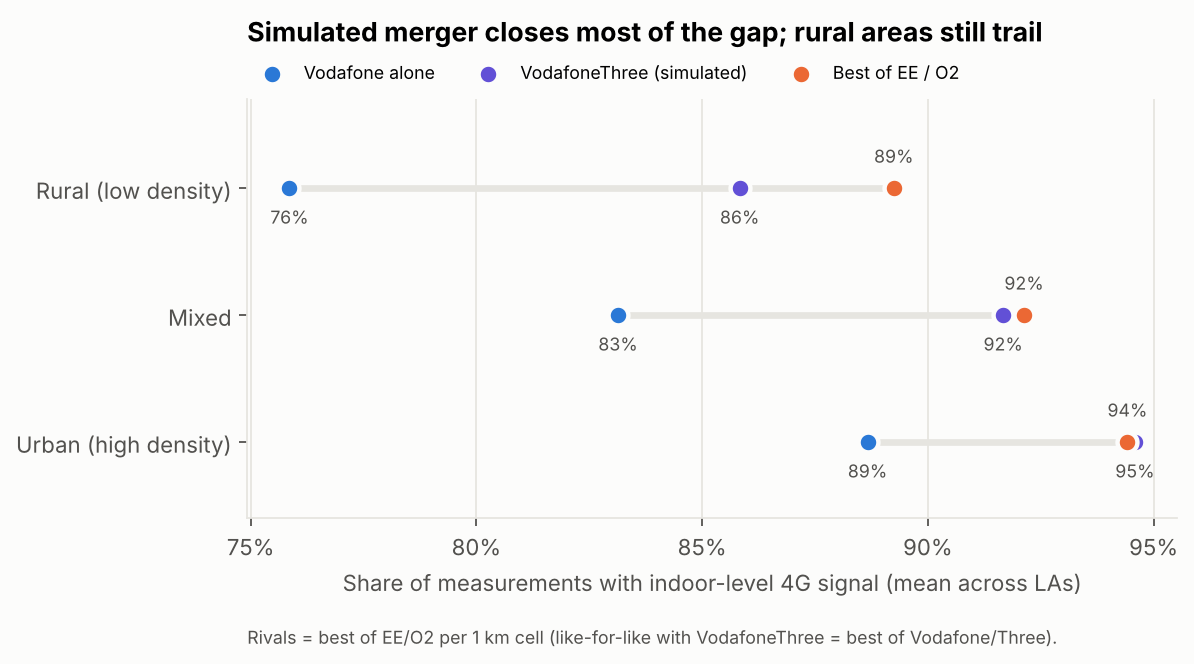 Simulated merger closes most of the gap; rural areas still trail
Vodafone alone
VodafoneThree (simulated)
Best of EE / O2
89%
Rural (low density)
76%
86%
92%
Mixed
83%
92%
94%
Urban (high density)
89%
95%
75%
80%
85%
90%
95%
Share of measurements with indoor-level 4G signal (mean across LAs)
Rivals = best of EE/O2 per 1 km cell (like-for-like with VodafoneThree = best of Vodafone/Three).